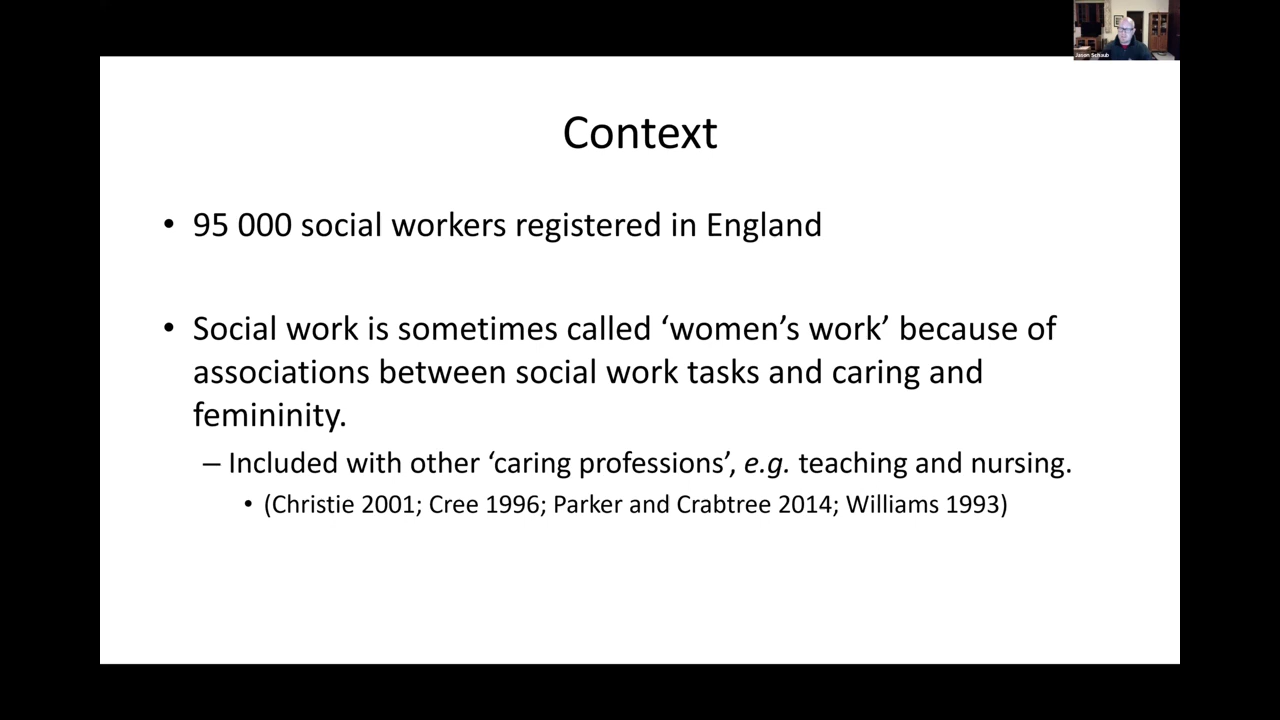 Jason Schaub
Context
• 95 000 social workers registered in England
• Social work is sometimes called ‘women’s work’ because of
associations between social work tasks and caring and
femininity.
– Included with other ‘caring professions’, e.g. teaching and nursing.
• (Christie 2001; Cree 1996; Parker and Crabtree 2014; Williams 1993)